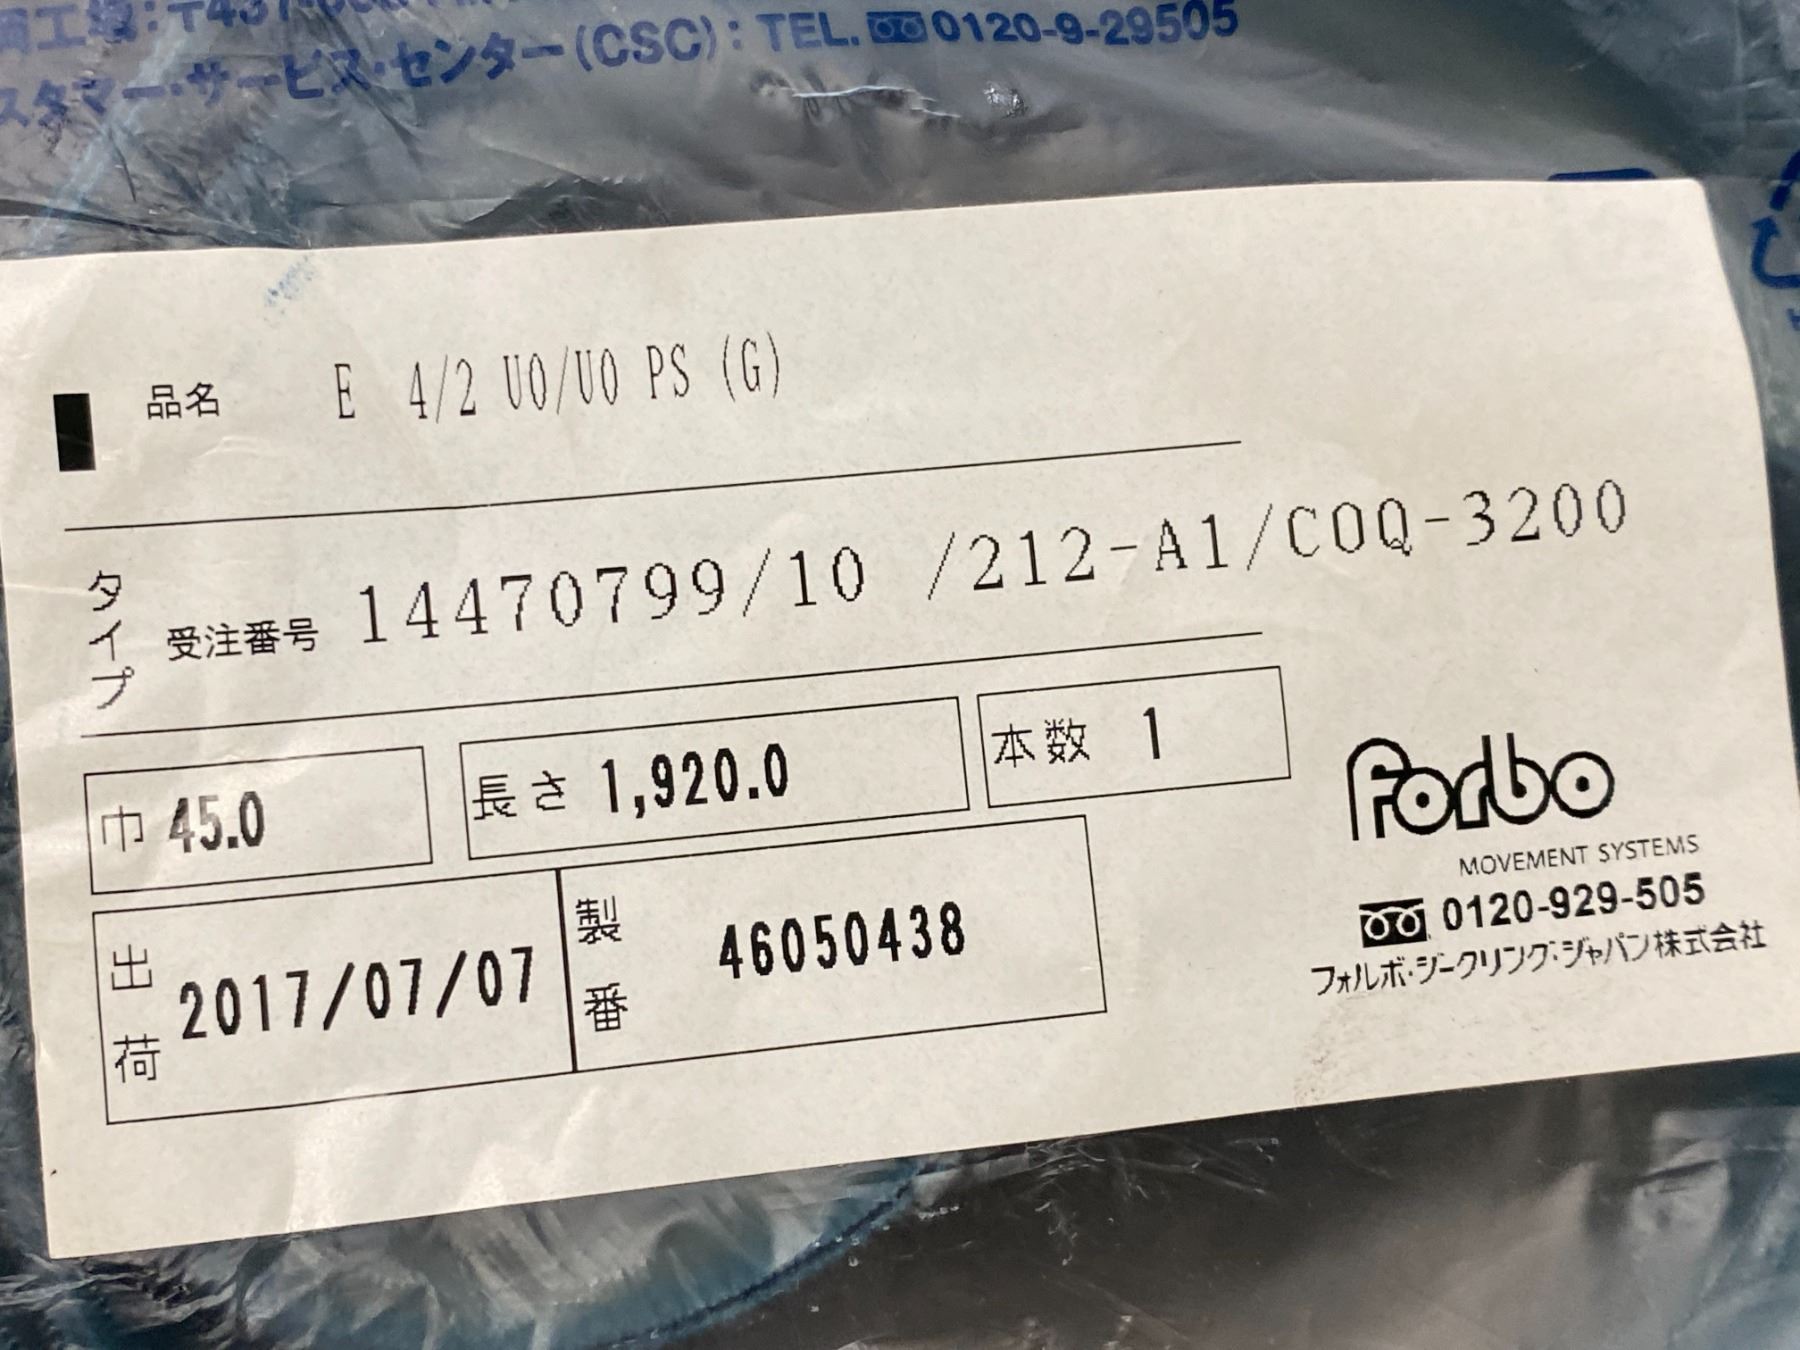 岡工場:〒437-
スタマー・サービス・センター(CSC): TEL. 0120-9-29505
品名 E 4/2 U0/U0 PS (G)
タイプ 受注番号 14470799/10 /212-A1/COQ-3200
巾 45.0 長さ 1,920.0 本数 1
出荷 2017/07/07 製番 46050438
forbo
MOVEMENT SYSTEMS
0120-929-505
フォルボ・ジークリング・ジャパン株式会社